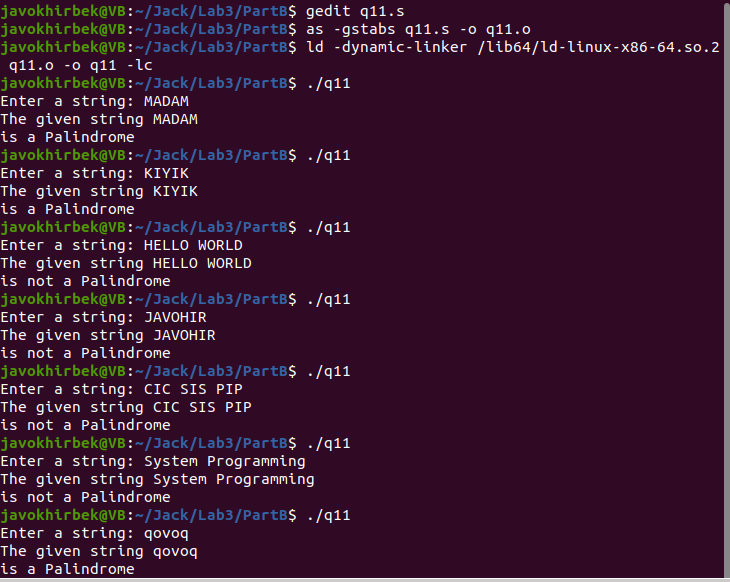 javokhirbek@VB:~/Jack/Lab3/PartB$ gedit q11.s
javokhirbek@VB:~/Jack/Lab3/PartB$ as -gstabs q11.s -o q11.o
javokhirbek@VB:~/Jack/Lab3/PartB$ ld -dynamic-linker /lib64/ld-linux-x86-64.so.2
 q11.o -o q11 -lc
javokhirbek@VB:~/Jack/Lab3/PartB$ ./q11
Enter a string: MADAM
The given string MADAM
is a Palindrome
javokhirbek@VB:~/Jack/Lab3/PartB$ ./q11
Enter a string: KIYIK
The given string KIYIK
is a Palindrome
javokhirbek@VB:~/Jack/Lab3/PartB$ ./q11
Enter a string: HELLO WORLD
The given string HELLO WORLD
is not a Palindrome
javokhirbek@VB:~/Jack/Lab3/PartB$ ./q11
Enter a string: JAVOHIR
The given string JAVOHIR
is not a Palindrome
javokhirbek@VB:~/Jack/Lab3/PartB$ ./q11
Enter a string: CIC SIS PIP
The given string CIC SIS PIP
is not a Palindrome
javokhirbek@VB:~/Jack/Lab3/PartB$ ./q11
Enter a string: System Programming
The given string System Programming
is not a Palindrome
javokhirbek@VB:~/Jack/Lab3/PartB$ ./q11
Enter a string: qovoq
The given string qovoq
is a Palindrome